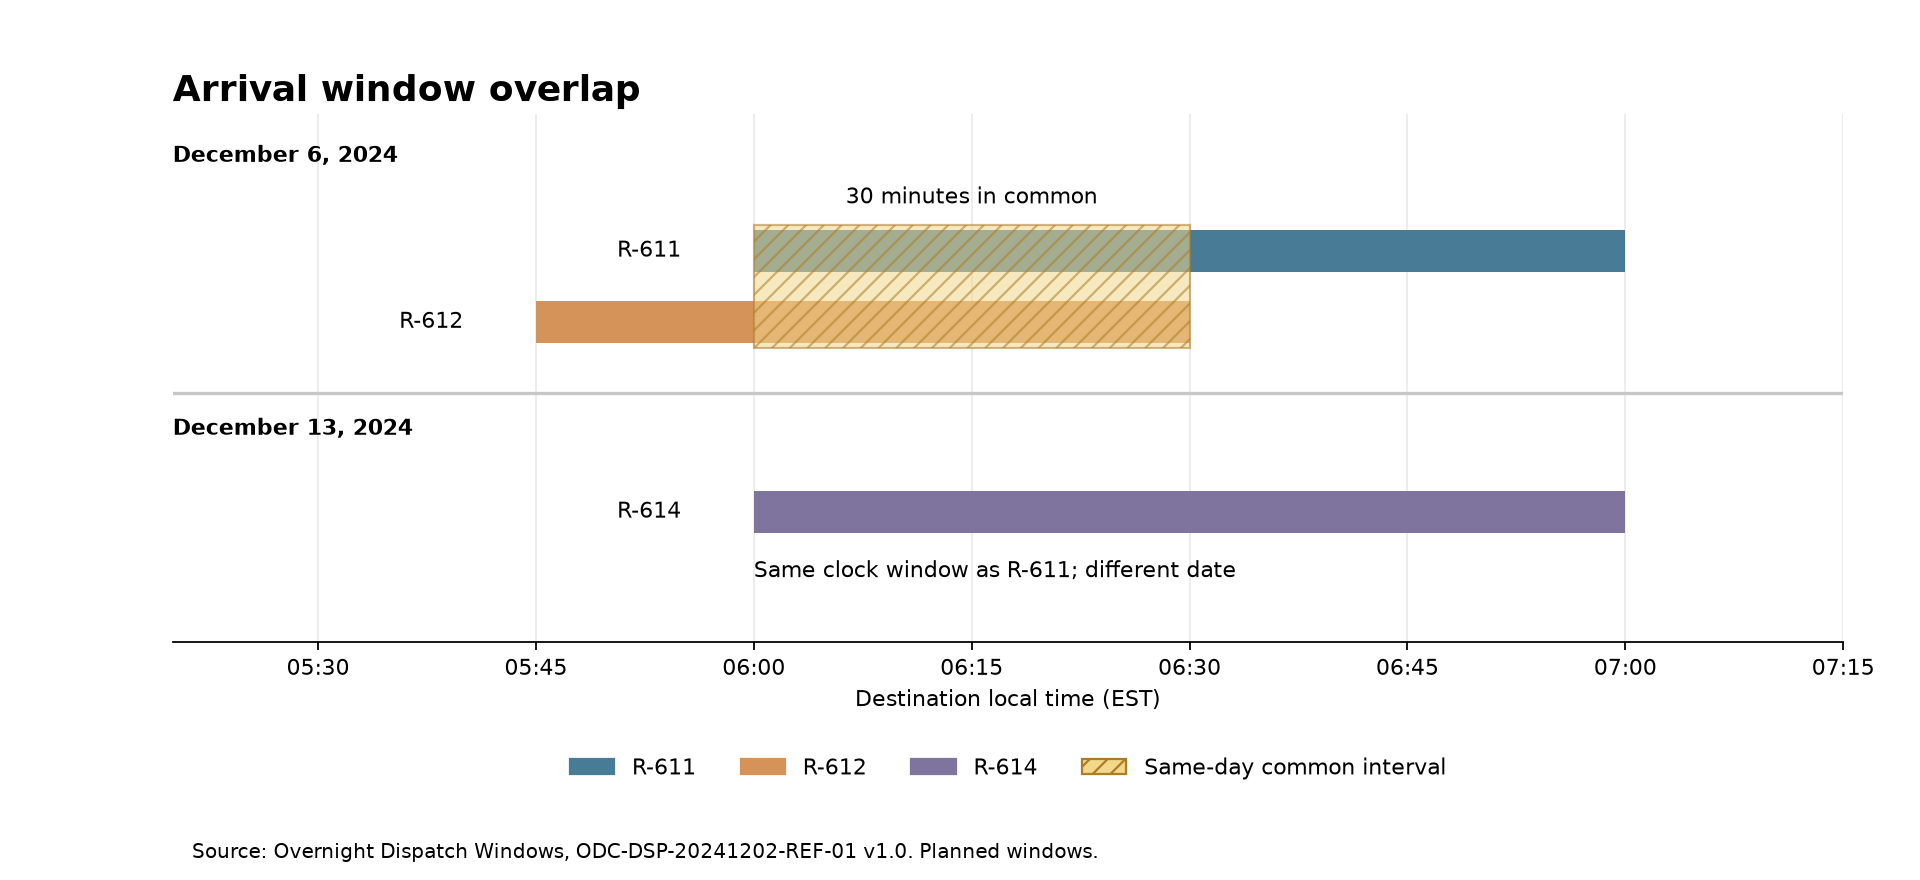 Arrival window overlap
December 6, 2024
30 minutes in common
R-611
R-612
December 13, 2024
R-614
Same clock window as R-611; different date
05:30 05:45 06:00 06:15 06:30 06:45 07:00 07:15
Destination local time (EST)
R-611 R-612 R-614 Same-day common interval
Source: Overnight Dispatch Windows, ODC-DSP-20241202-REF-01 v1.0. Planned windows.